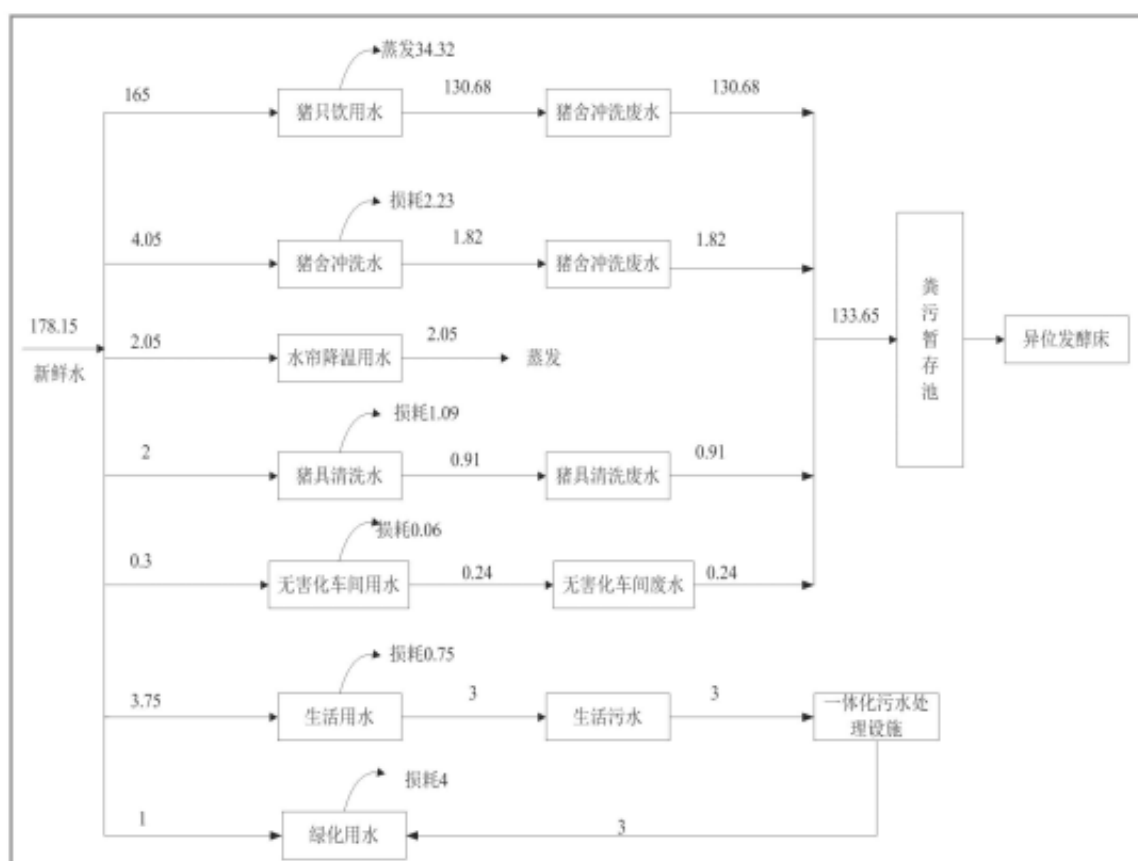 蒸发34.32
165
猪只饮用水
130.68
猪舍冲洗废水
130.68
损耗2.23
4.05
猪舍冲洗水
1.82
猪舍冲洗废水
1.82
178.15
新鲜水
2.05
水帘降温用水
2.05
蒸发
133.65
粪污暂存池
异位发酵床
损耗1.09
2
猪具清洗水
0.91
猪具清洗废水
0.91
损耗0.06
0.3
无害化车间用水
0.24
无害化车间废水
0.24
损耗0.75
3.75
生活用水
3
生活污水
3
一体化污水处
理设施
损耗4
1
绿化用水
3